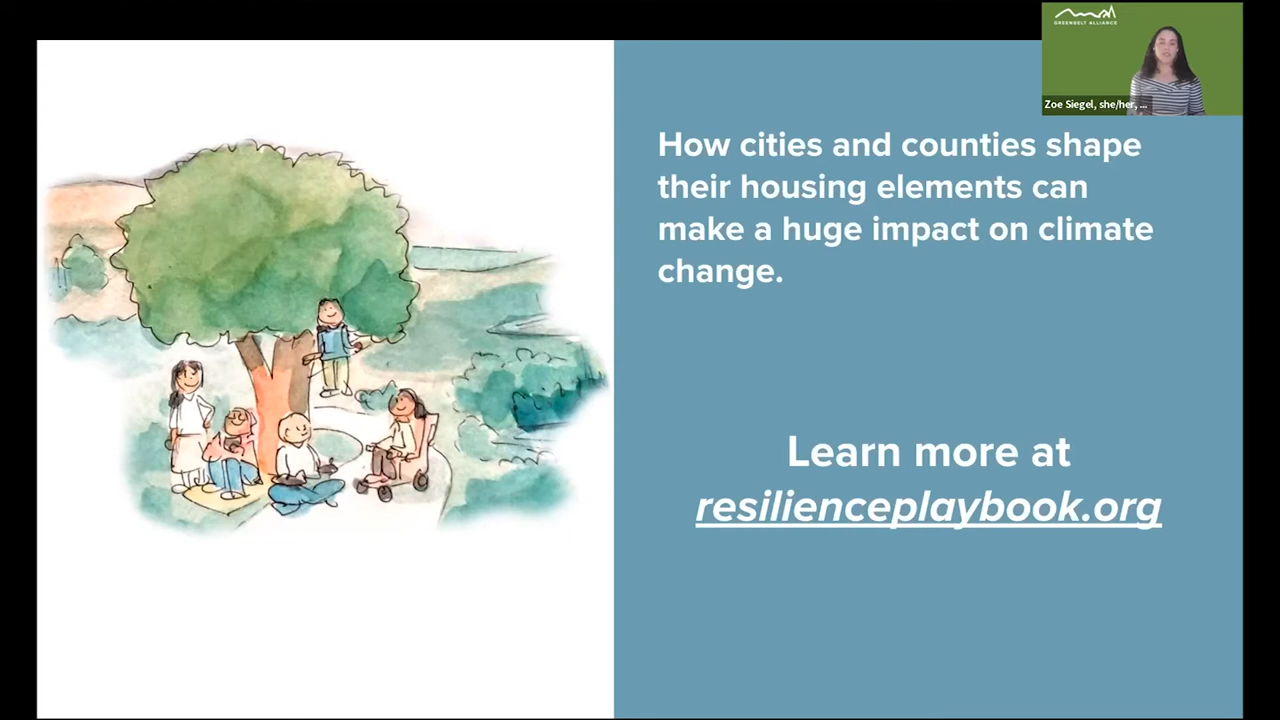 GREENBELT ALLIANCE
Zoe Siegel, she/her, ...
How cities and counties shape
their housing elements can
make a huge impact on climate
change.
Learn more at
resilienceplaybook.org